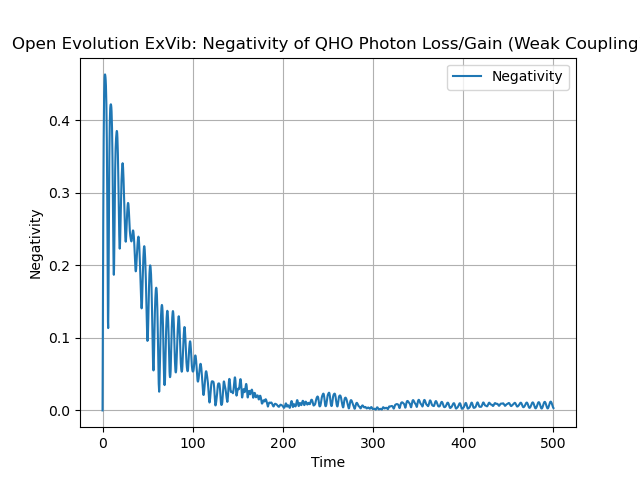 Open Evolution ExVib: Negativity of QHO Photon Loss/Gain (Weak Coupling
Negativity
0.4
0.3
0.2
0.1
0.0
Negativity
0 100 200 300 400 500
Time